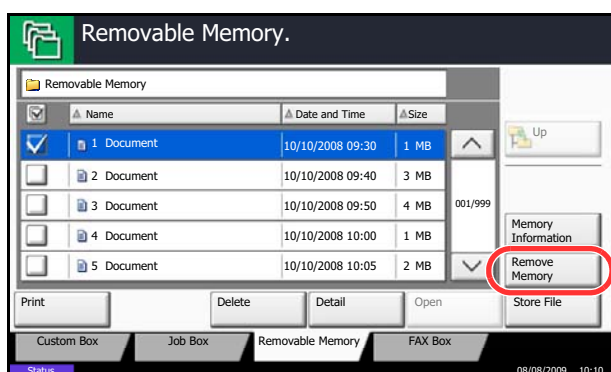 Removable Memory.
Removable Memory
Name Date and Time Size
1 Document 10/10/2008 09:30 1 MB
Up
2 Document 10/10/2008 09:40 3 MB
3 Document 10/10/2008 09:50 4 MB
001/999
4 Document 10/10/2008 10:00 1 MB
Memory
Information
5 Document 10/10/2008 10:05 2 MB
Remove
Memory
Print Delete Detail Open Store File
Custom Box Job Box Removable Memory FAX Box
Status 08/08/2009 10:10